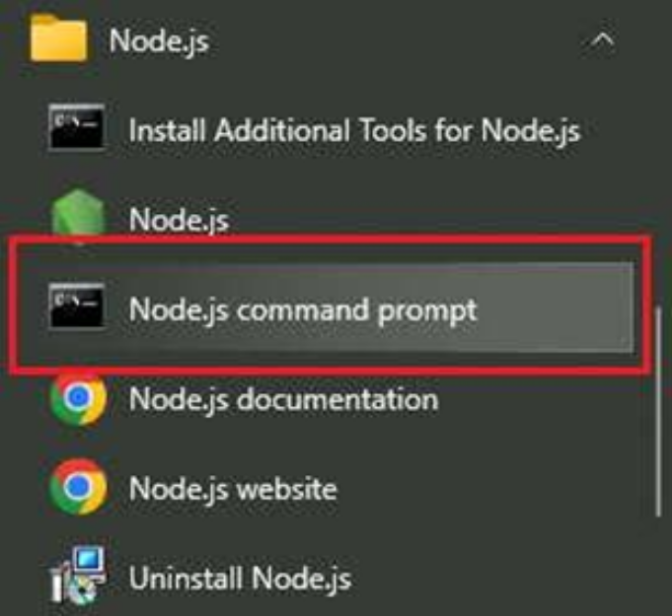 Node.js
Install Additional Tools for Node.js
Node.js
Node.js command prompt
Node.js documentation
Node.js website
Uninstall Node.js